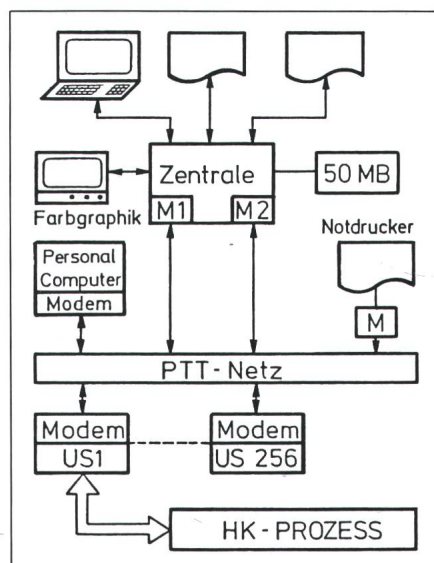 Zentrale
50 MB
M1
M2
Farbgraphik
Notdrucker
Personal
Computer
Modem
M
PTT-Netz
Modem
Modem
US1
US 256
HK-PROZESS